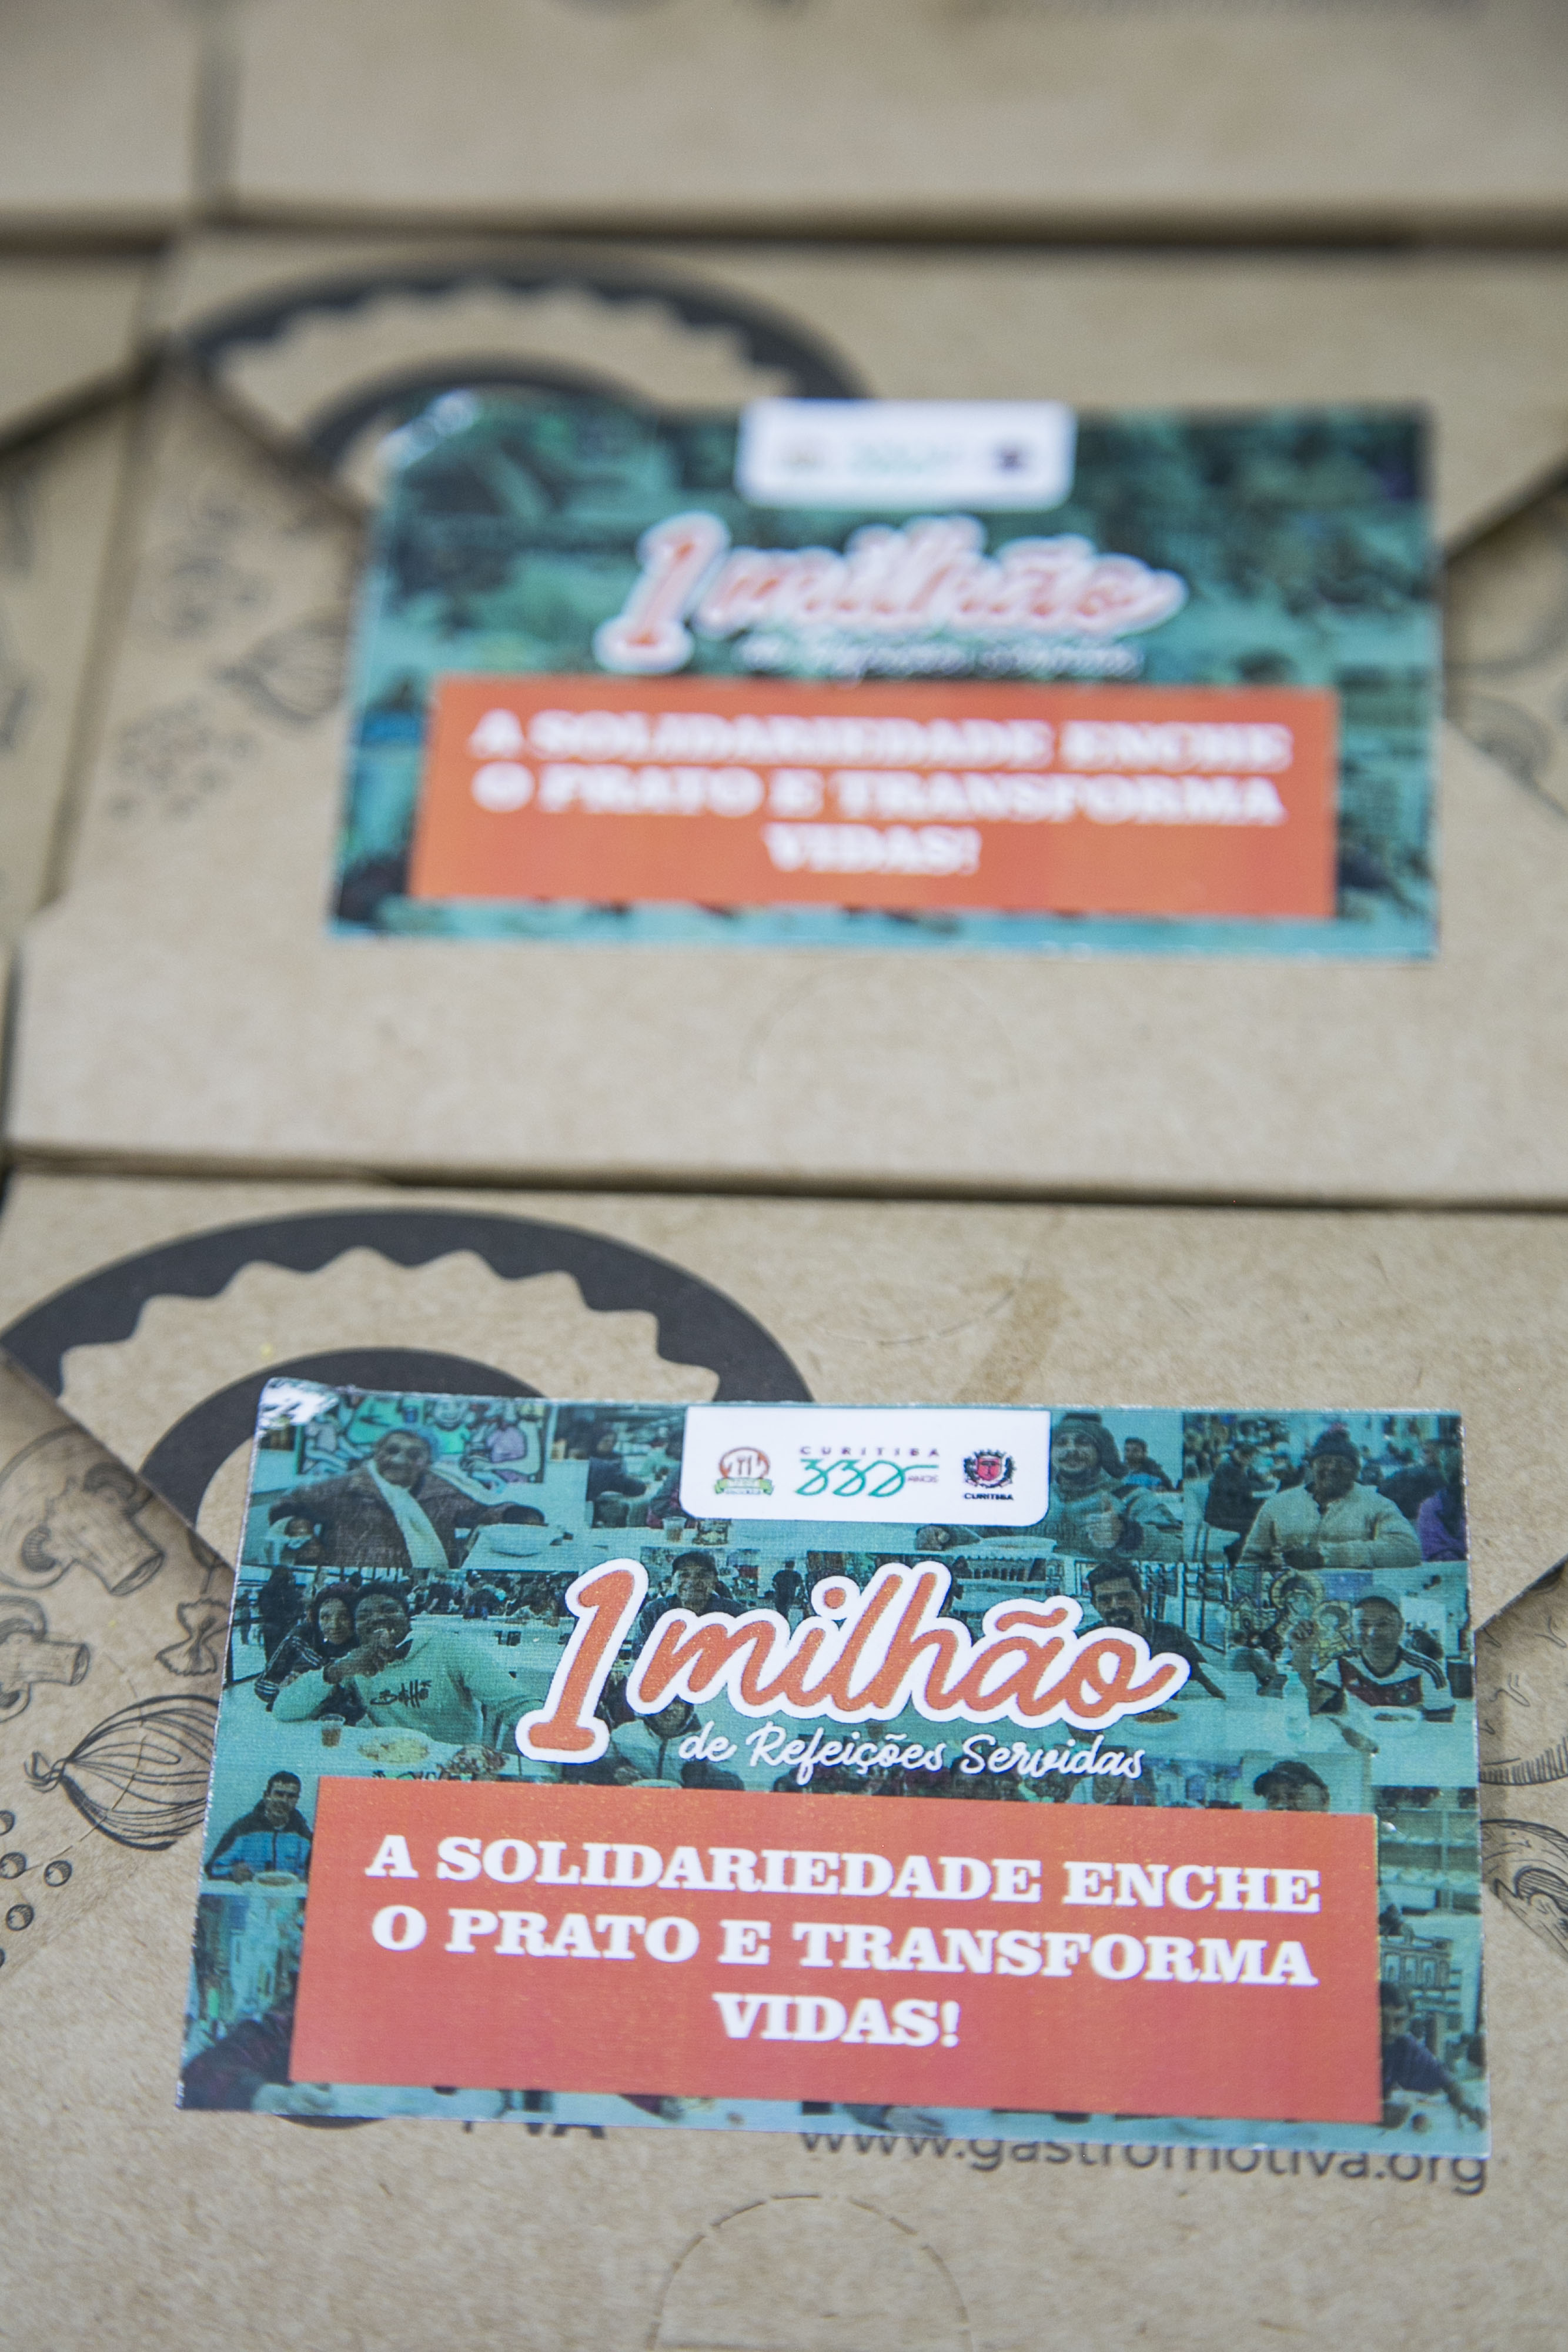 1 milhão
A SOLIDARIEDADE ENCHE
O PRATO E TRANSFORMA
VIDAS!
CURITIBA
330 ANOS
CURITIBA
1 milhão
de Refeições Servidas
A SOLIDARIEDADE ENCHE
O PRATO E TRANSFORMA
VIDAS!
www.gastromotiva.org